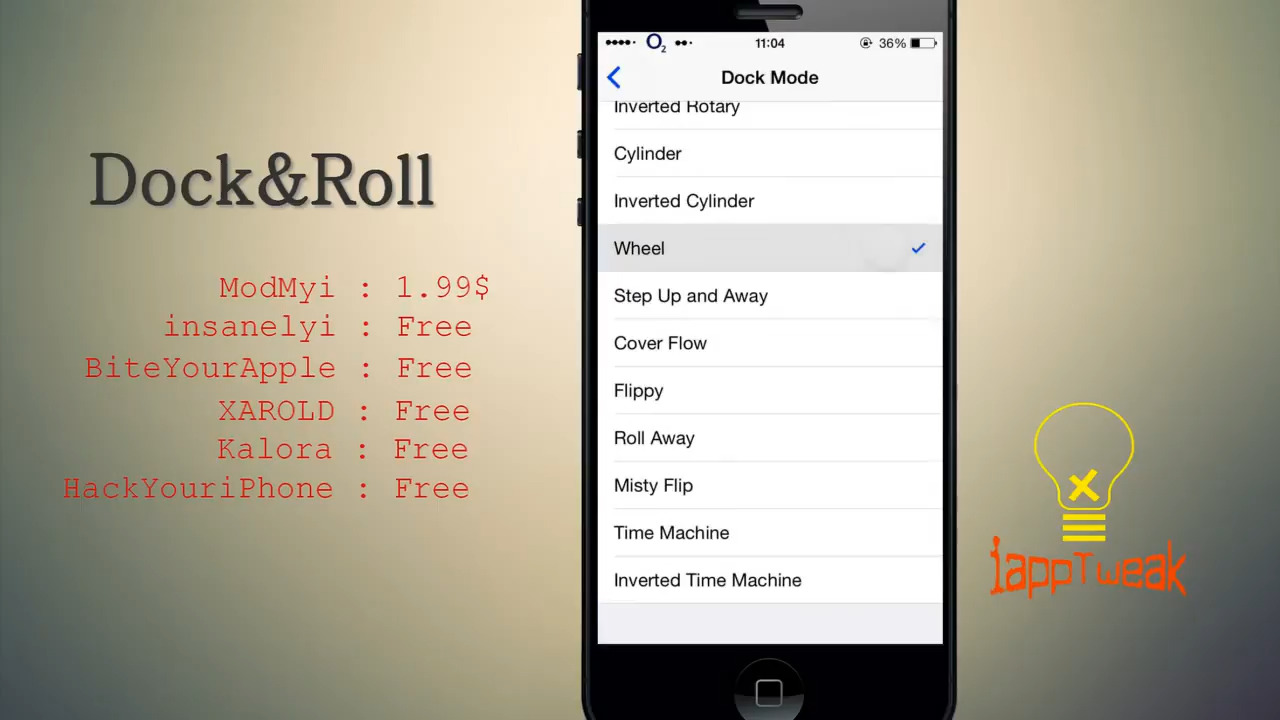 Dock&Roll
ModMyi : 1.99$
insanelyi : Free
BiteYourApple : Free
XAROLD : Free
Kalora : Free
HackYouriPhone : Free
O2 11:04 36%
Dock Mode
Inverted Rotary
Cylinder
Inverted Cylinder
Wheel
Step Up and Away
Cover Flow
Flippy
Roll Away
Misty Flip
Time Machine
Inverted Time Machine
iappTweak